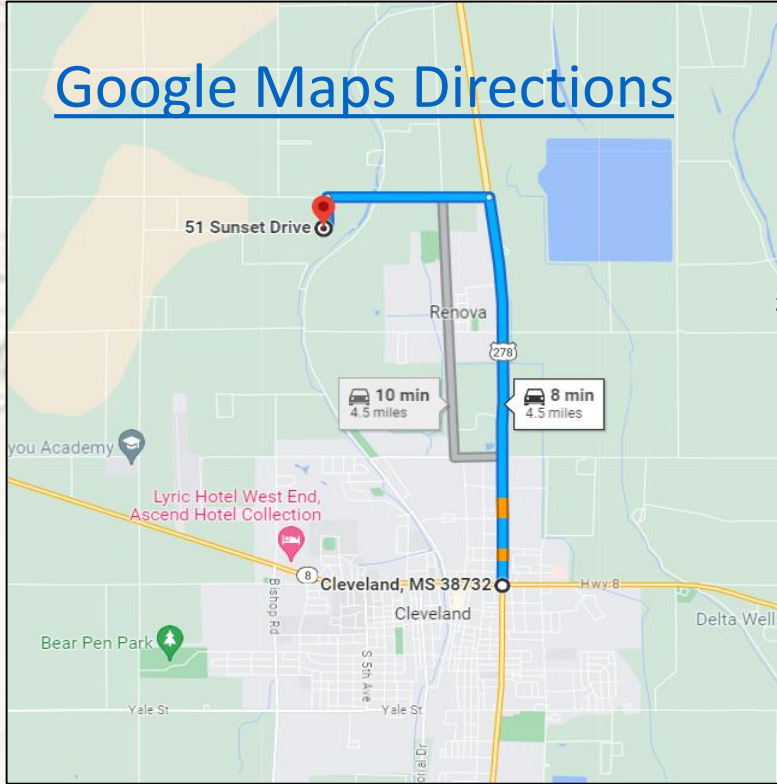 Google Maps Directions
51 Sunset Drive
Renova
278
10 min
4.5 miles
8 min
4.5 miles
you Academy
Lyric Hotel West End,
Ascend Hotel Collection
8
Cleveland, MS 38732
Hwy 8
Cleveland
Bishop Rd
Delta Well
Bear Pen Park
S 5th Ave
Yale St
Yale St
orial Dr